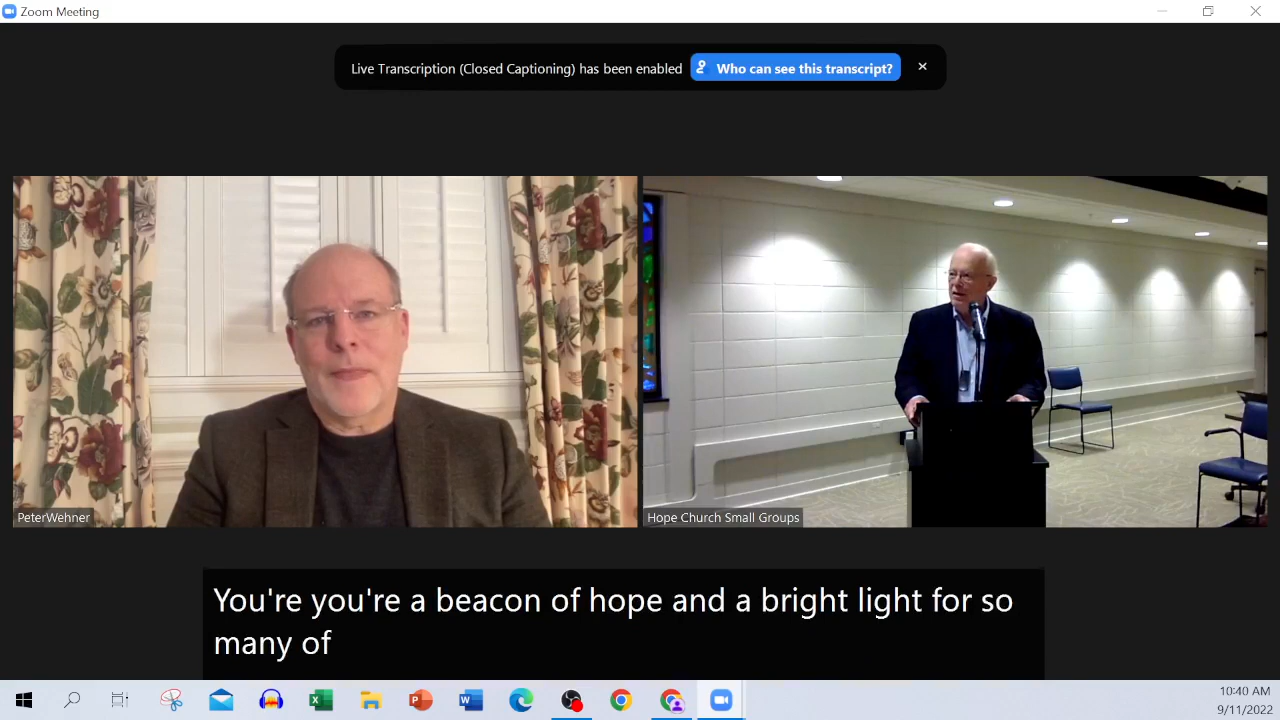 Zoom Meeting
Live Transcription (Closed Captioning) has been enabled Who can see this transcript?
PeterWehner
Hope Church Small Groups
You're you're a beacon of hope and a bright light for so
many of
10:40 AM
9/11/2022